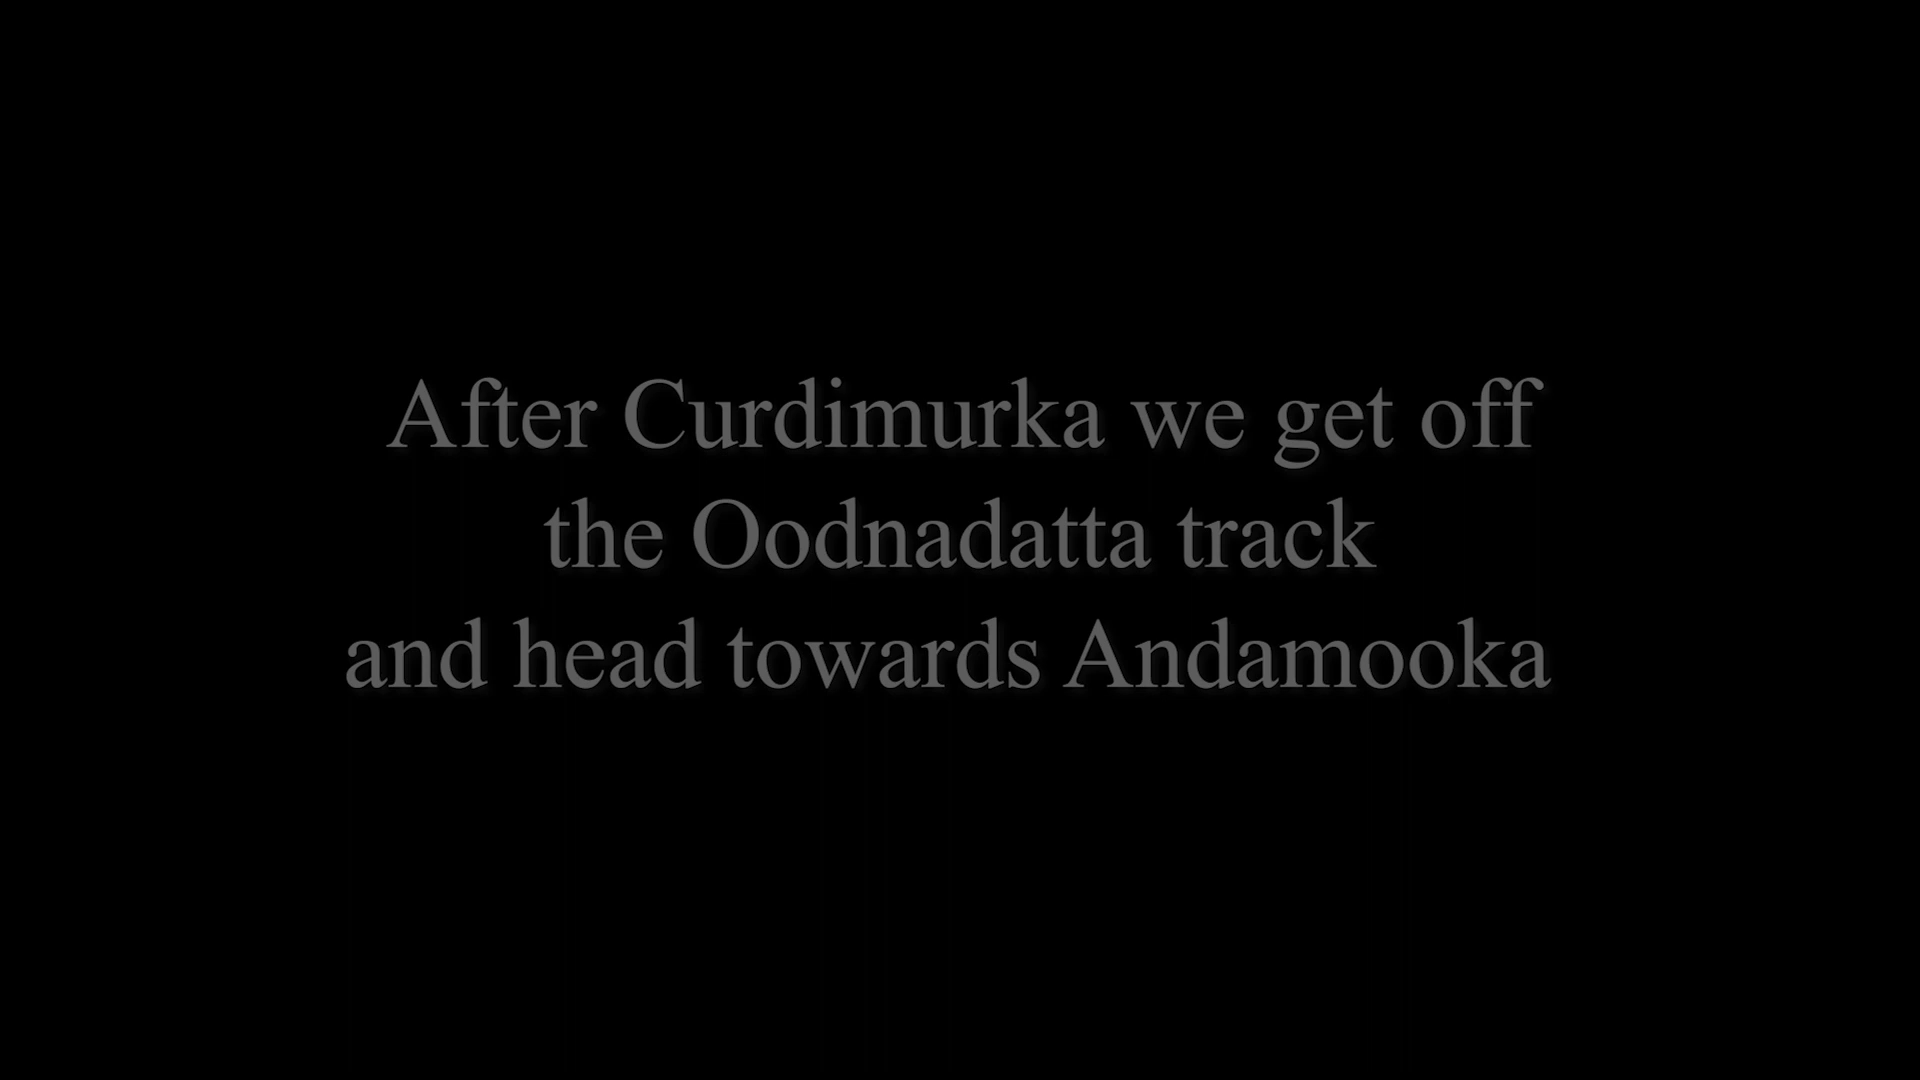 After Curdimurka we get off
the Oodnadatta track
and head towards Andamooka